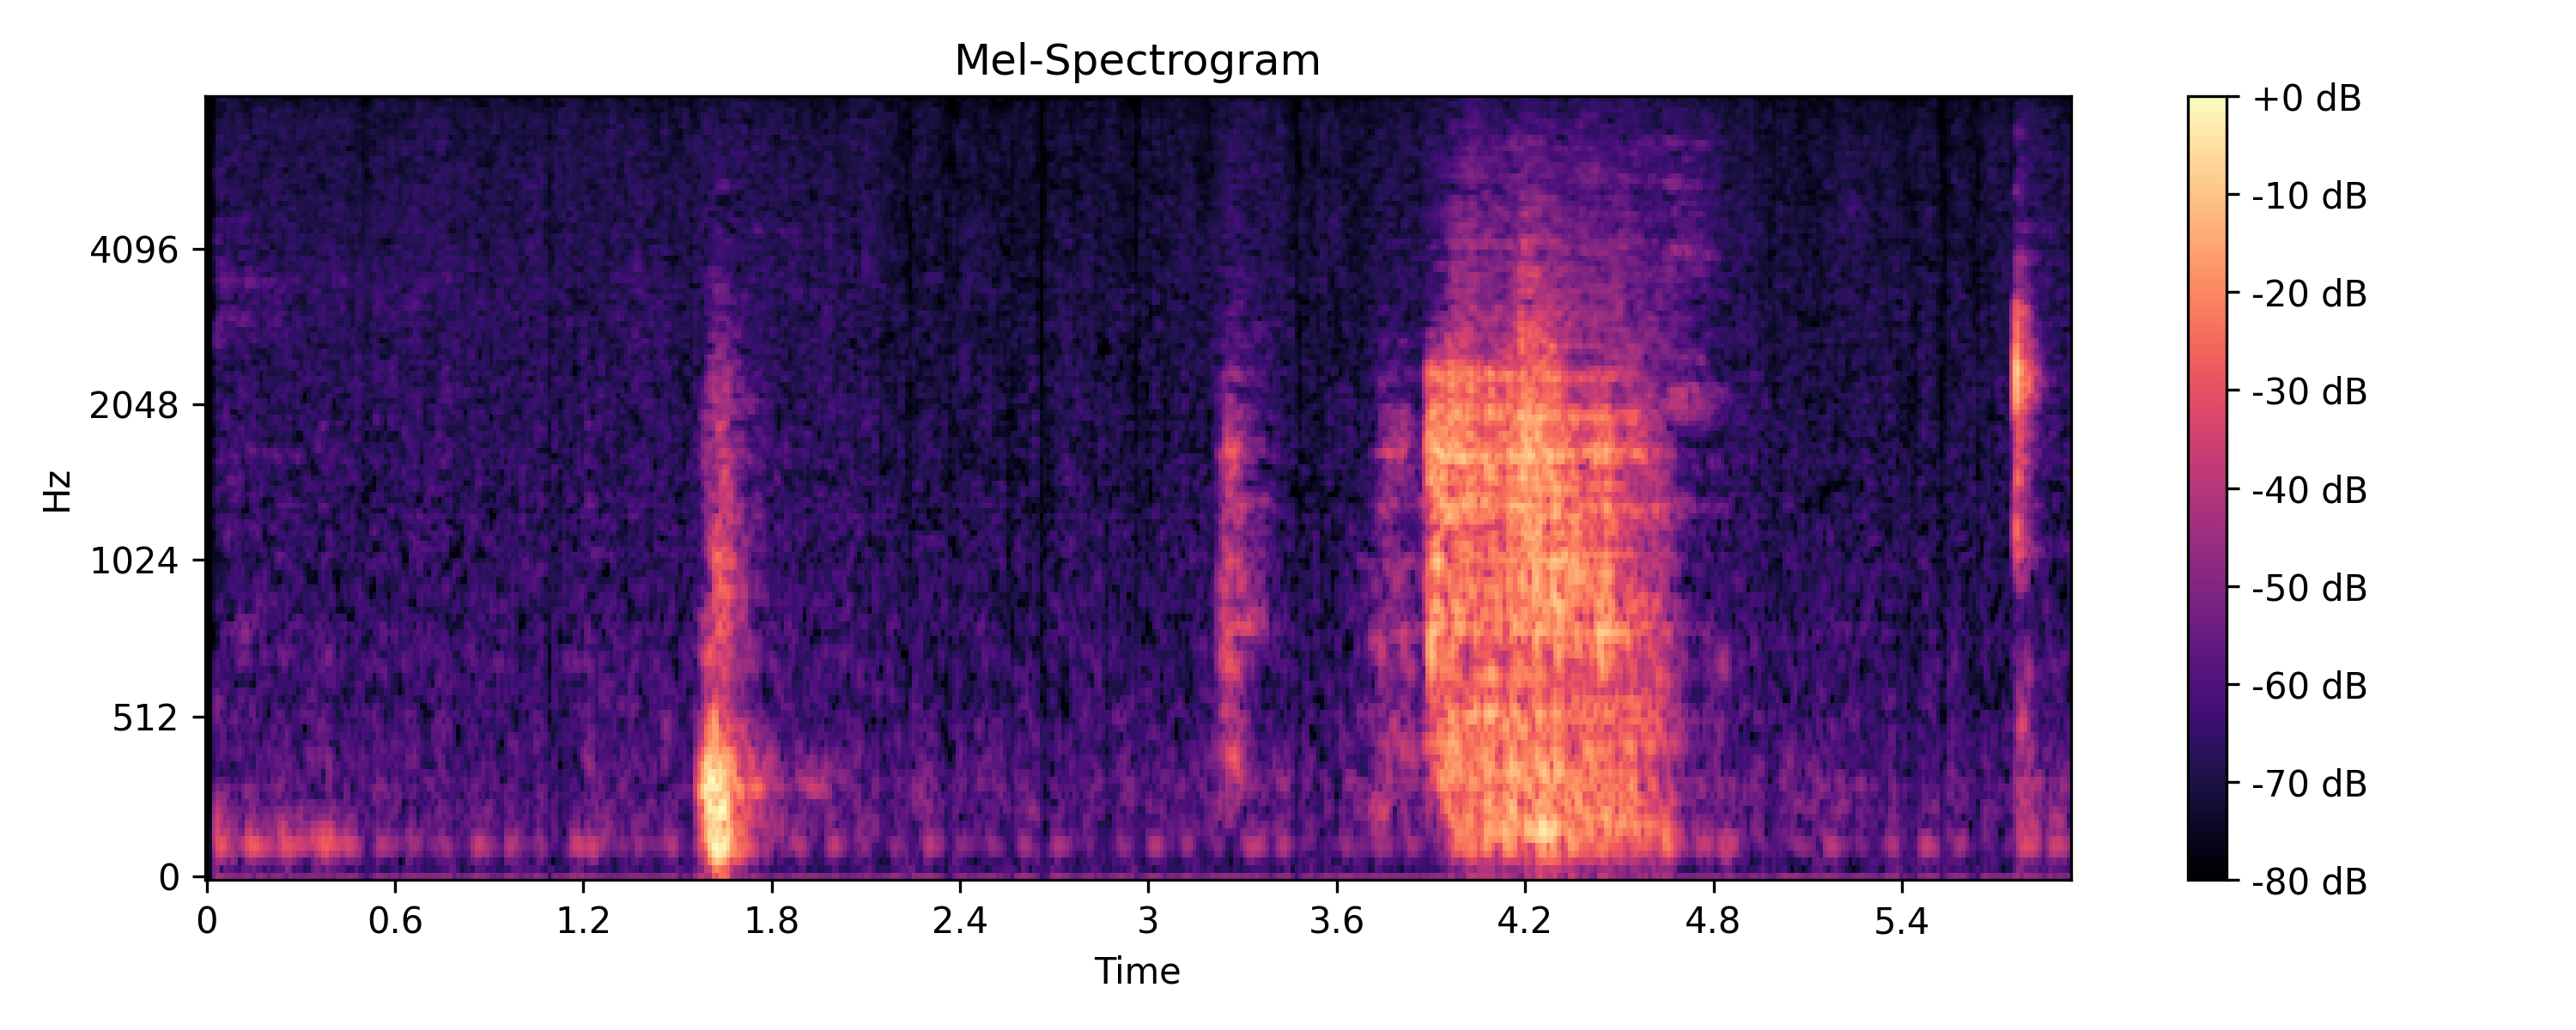 Mel-Spectrogram
+0 dB
-10 dB
-20 dB
-30 dB
-40 dB
-50 dB
-60 dB
-70 dB
-80 dB
Hz
4096
2048
1024
512
0
0 0.6 1.2 1.8 2.4 3 3.6 4.2 4.8 5.4
Time